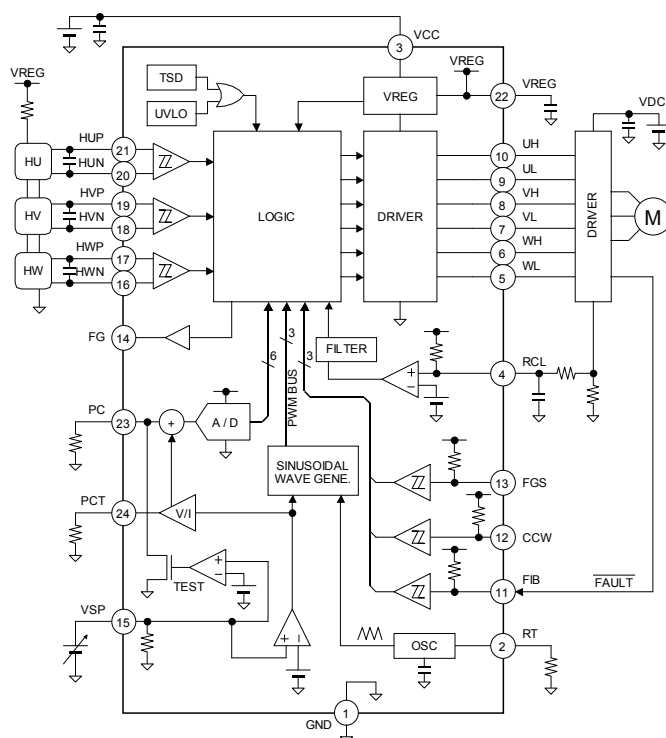 VCC
3
VREG
TSD
UVLO
VREG
VREG
22
VDC
HUP
21
HU
HUN
20
HVP
19
HV
HVN
18
HWP
17
HW
HWN
16
LOGIC
DRIVER
10
UH
9
UL
8
VH
7
VL
6
WH
5
WL
DRIVER
M
FG
14
6
3
3
PWM BUS
FILTER
+
−
4
RCL
PC
23
+
A / D
SINUSOIDAL
WAVE GENE.
13
FGS
PCT
24
V/I
12
CCW
TEST
+
−
11
FIB
FAULT
VSP
15
+
−
OSC
2
RT
GND
1